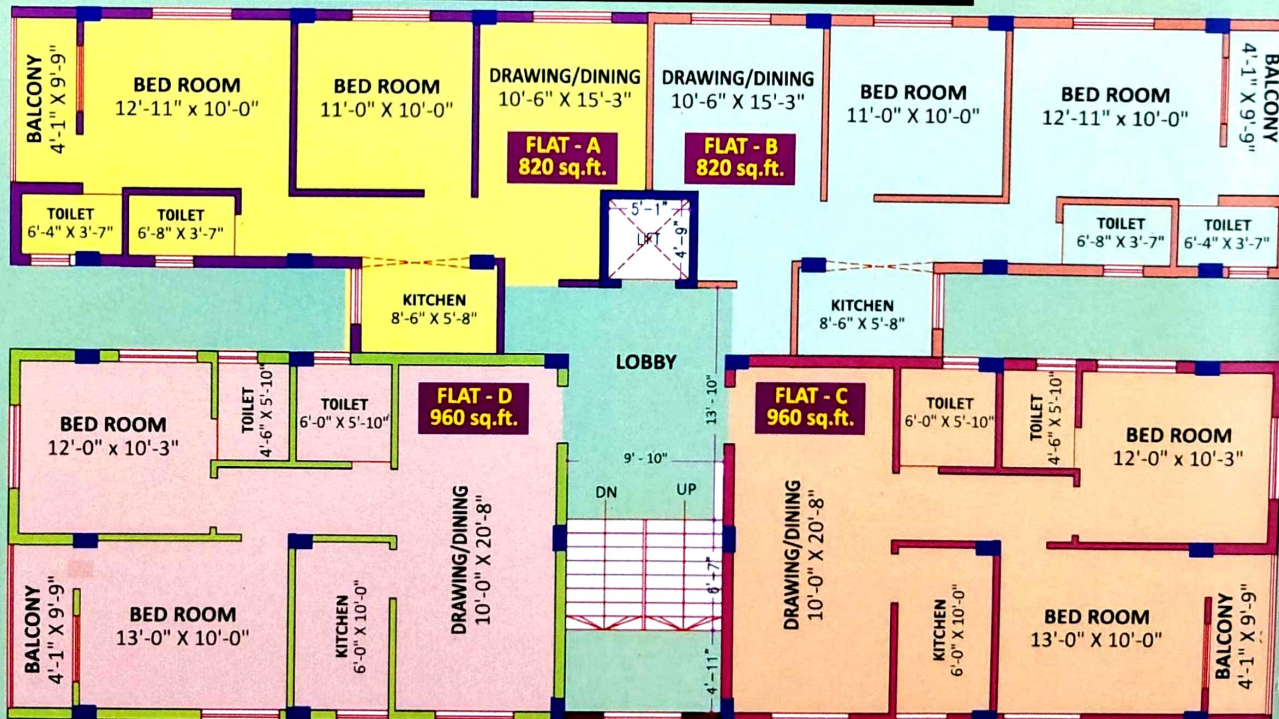 BALCONY
4'-1" X 9'-9"
BED ROOM
12'-11" x 10'-0"
BED ROOM
11'-0" X 10'-0"
DRAWING/DINING
10'-6" X 15'-3"
FLAT - A
820 sq.ft.
DRAWING/DINING
10'-6" X 15'-3"
FLAT - B
820 sq.ft.
BED ROOM
11'-0" X 10'-0"
BED ROOM
12'-11" x 10'-0"
BALCONY
4'-1" X 9'-9"
TOILET
6'-4" X 3'-7"
TOILET
6'-8" X 3'-7"
5'-1"
LIFT
4'-9"
TOILET
6'-8" X 3'-7"
TOILET
6'-4" X 3'-7"
KITCHEN
8'-6" X 5'-8"
KITCHEN
8'-6" X 5'-8"
LOBBY
13'-10"
9'-10"
DN
UP
6'-7"
4'-11"
BED ROOM
12'-0" x 10'-3"
TOILET
4'-6" X 5'-10"
TOILET
6'-0" X 5'-10"
FLAT - D
960 sq.ft.
DRAWING/DINING
10'-0" X 20'-8"
BALCONY
4'-1" X 9'-9"
BED ROOM
13'-0" X 10'-0"
KITCHEN
6'-0" X 10'-0"
FLAT - C
960 sq.ft.
TOILET
6'-0" X 5'-10"
TOILET
4'-6" X 5'-10"
BED ROOM
12'-0" x 10'-3"
DRAWING/DINING
10'-0" X 20'-8"
KITCHEN
6'-0" X 10'-0"
BED ROOM
13'-0" X 10'-0"
BALCONY
4'-1" X 9'-9"